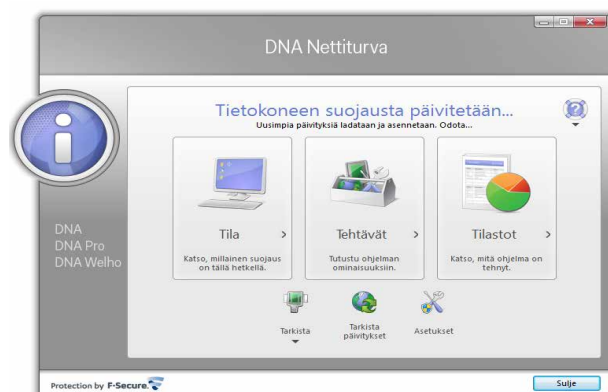 DNA Nettiturva
Tietokoneen suojausta päivitetään...
Uusimpia päivityksiä ladataan ja asennetaan. Odota...
Tila
Katso, millainen suojaus
on tällä hetkellä.
Tehtävät
Tutustu ohjelman
ominaisuuksiin.
Tilastot
Katso, mitä ohjelma on
tehnyt.
DNA
DNA Pro
DNA Welho
Tarkista
Tarkista
päivitykset
Asetukset
Protection by F-Secure.
Sulje